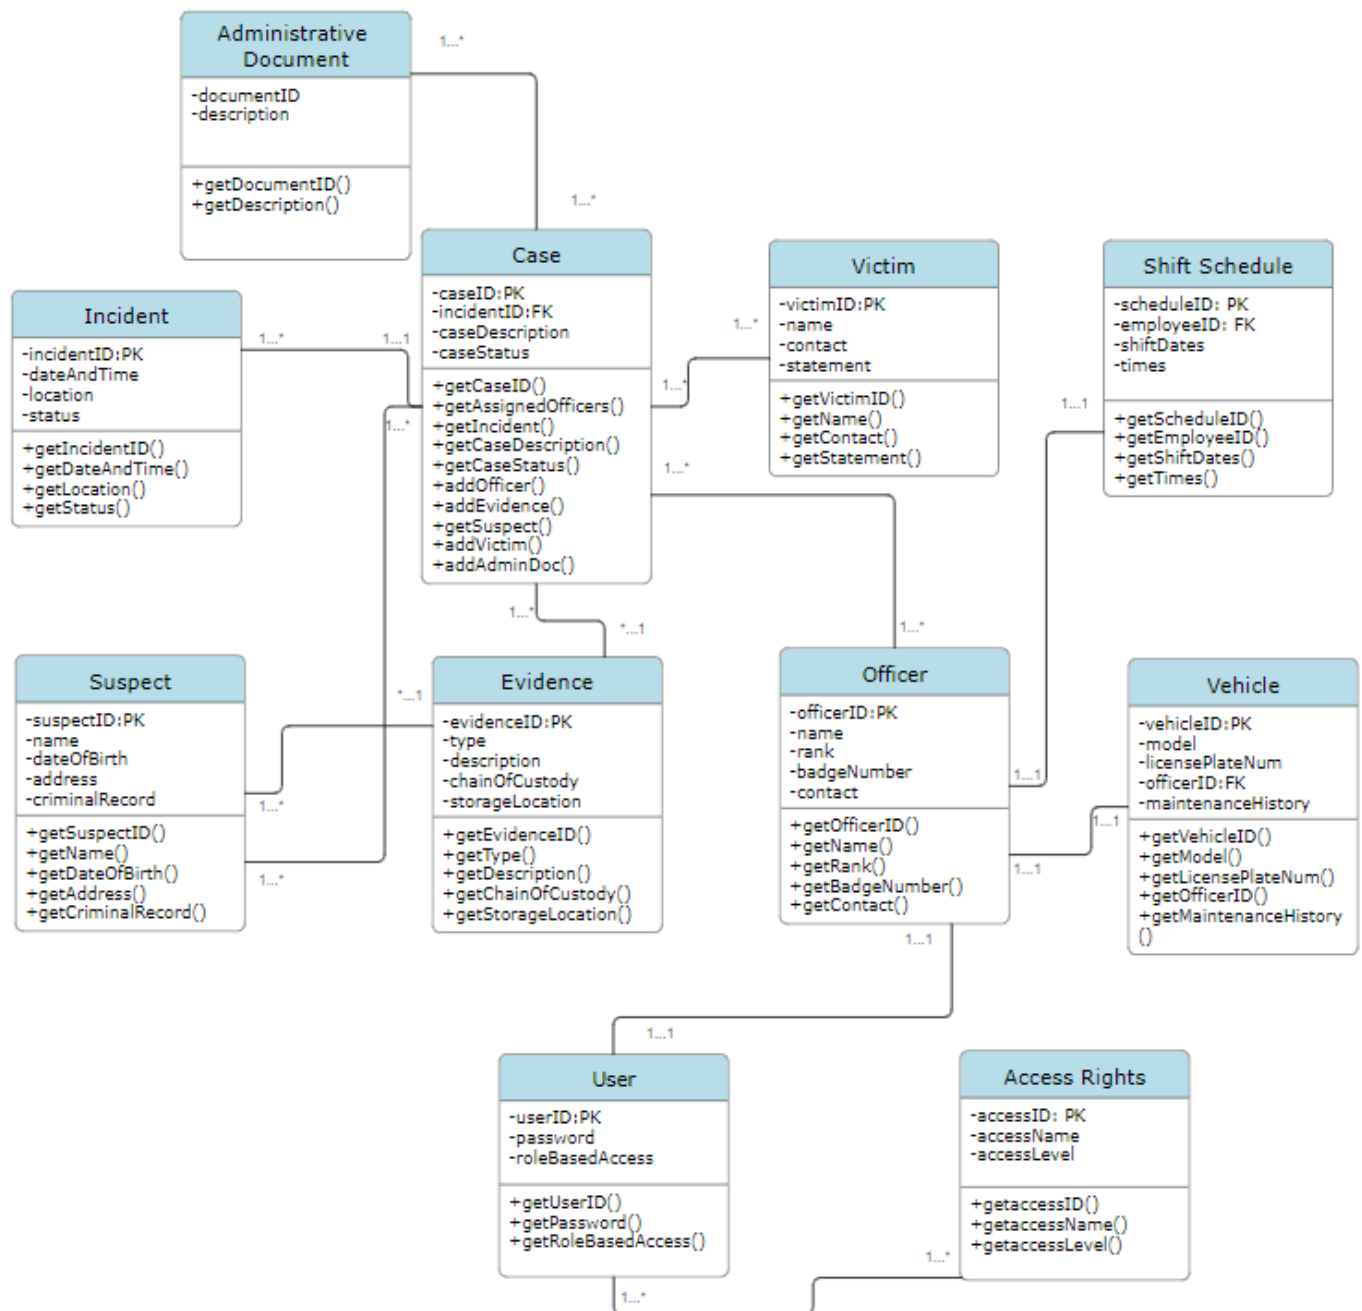 Administrative
Document
-documentID
-description
+getDocumentID()
+getDescription()
1...*
1...*
Case
-caseID:PK
-incidentID:FK
-caseDescription
-caseStatus
+getCaseID()
+getAssignedOfficers()
+getIncident()
+getCaseDescription()
+getCaseStatus()
+addOfficer()
+addEvidence()
+getSuspect()
+addVictim()
+addAdminDoc()
Victim
-victimID:PK
-name
-contact
-statement
+getVictimID()
+getName()
+getContact()
+getStatement()
Shift Schedule
-scheduleID: PK
-employeeID: FK
-shiftDates
-times
+getScheduleID()
+getEmployeeID()
+getShiftDates()
+getTimes()
Incident
-incidentID:PK
-dateAndTime
-location
-status
+getIncidentID()
+getDateAndTime()
+getLocation()
+getStatus()
1...*
1...1
1...*
1...*
1...*
1...1
1...*
1...*
*...1
1...*
Suspect
-suspectID:PK
-name
-dateOfBirth
-address
-criminalRecord
+getSuspectID()
+getName()
+getDateOfBirth()
+getAddress()
+getCriminalRecord()
*...1
1...*
1...*
Evidence
-evidenceID:PK
-type
-description
-chainOfCustody
-storageLocation
+getEvidenceID()
+getType()
+getDescription()
+getChainOfCustody()
+getStorageLocation()
Officer
-officerID:PK
-name
-rank
-badgeNumber
-contact
+getOfficerID()
+getName()
+getRank()
+getBadgeNumber()
+getContact()
1...1
1...1
1...1
Vehicle
-vehicleID:PK
-model
-licensePlateNum
-officerID:FK
-maintenanceHistory
+getVehicleID()
+getModel()
+getLicensePlateNum()
+getOfficerID()
+getMaintenanceHistory
()
1...1
1...1
User
-userID:PK
-password
-roleBasedAccess
+getUserID()
+getPassword()
+getRoleBasedAccess()
Access Rights
-accessID: PK
-accessName
-accessLevel
+getaccessID()
+getaccessName()
+getaccessLevel()
1...*
1...*